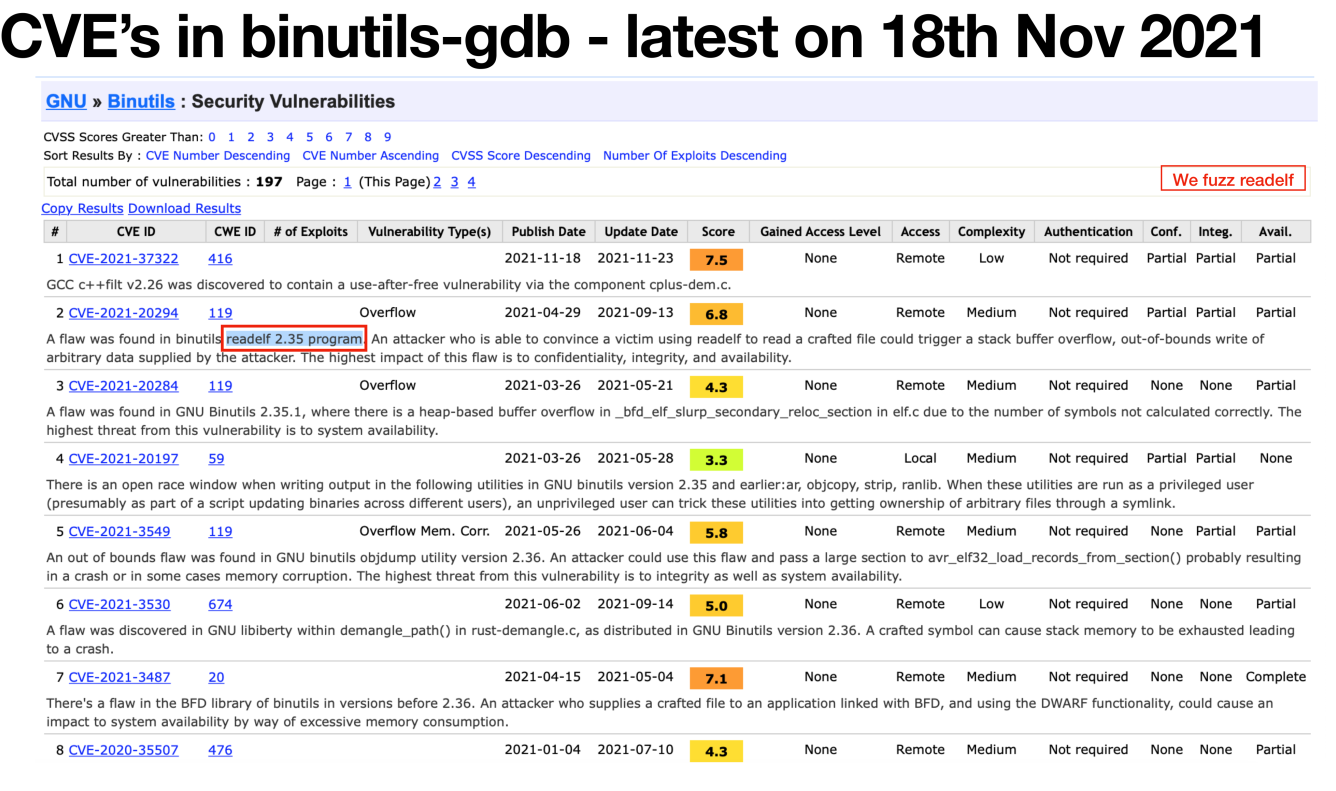 CVE's in binutils-gdb - latest on 18th Nov 2021
GNU » Binutils : Security Vulnerabilities
CVSS Scores Greater Than: 0 1 2 3 4 5 6 7 8 9
Sort Results By : CVE Number Descending CVE Number Ascending CVSS Score Descending Number Of Exploits Descending
Total number of vulnerabilities : 197 Page : 1 (This Page) 2 3 4
We fuzz readelf
Copy Results Download Results
# CVE ID CWE ID # of Exploits Vulnerability Type(s) Publish Date Update Date Score Gained Access Level Access Complexity Authentication Conf. Integ. Avail.
1 CVE-2021-37322 416 2021-11-18 2021-11-23 7.5 None Remote Low Not required Partial Partial Partial
GCC c++filt v2.26 was discovered to contain a use-after-free vulnerability via the component cplus-dem.c.
2 CVE-2021-20294 119 Overflow 2021-04-29 2021-09-13 6.8 None Remote Medium Not required Partial Partial Partial
A flaw was found in binutils readelf 2.35 program. An attacker who is able to convince a victim using readelf to read a crafted file could trigger a stack buffer overflow, out-of-bounds write of
arbitrary data supplied by the attacker. The highest impact of this flaw is to confidentiality, integrity, and availability.
3 CVE-2021-20284 119 Overflow 2021-03-26 2021-05-21 4.3 None Remote Medium Not required None None Partial
A flaw was found in GNU Binutils 2.35.1, where there is a heap-based buffer overflow in _bfd_elf_slurp_secondary_reloc_section in elf.c due to the number of symbols not calculated correctly. The
highest threat from this vulnerability is to system availability.
4 CVE-2021-20197 59 2021-03-26 2021-05-28 3.3 None Local Medium Not required Partial Partial None
There is an open race window when writing output in the following utilities in GNU binutils version 2.35 and earlier:ar, objcopy, strip, ranlib. When these utilities are run as a privileged user
(presumably as part of a script updating binaries across different users), an unprivileged user can trick these utilities into getting ownership of arbitrary files through a symlink.
5 CVE-2021-3549 119 Overflow Mem. Corr. 2021-05-26 2021-06-04 5.8 None Remote Medium Not required None Partial Partial
An out of bounds flaw was found in GNU binutils objdump utility version 2.36. An attacker could use this flaw and pass a large section to avr_elf32_load_records_from_section() probably resulting
in a crash or in some cases memory corruption. The highest threat from this vulnerability is to integrity as well as system availability.
6 CVE-2021-3530 674 2021-06-02 2021-09-14 5.0 None Remote Low Not required None None Partial
A flaw was discovered in GNU libiberty within demangle_path() in rust-demangle.c, as distributed in GNU Binutils version 2.36. A crafted symbol can cause stack memory to be exhausted leading
to a crash.
7 CVE-2021-3487 20 2021-04-15 2021-05-04 7.1 None Remote Medium Not required None None Complete
There's a flaw in the BFD library of binutils in versions before 2.36. An attacker who supplies a crafted file to an application linked with BFD, and using the DWARF functionality, could cause an
impact to system availability by way of excessive memory consumption.
8 CVE-2020-35507 476 2021-01-04 2021-07-10 4.3 None Remote Medium Not required None None Partial